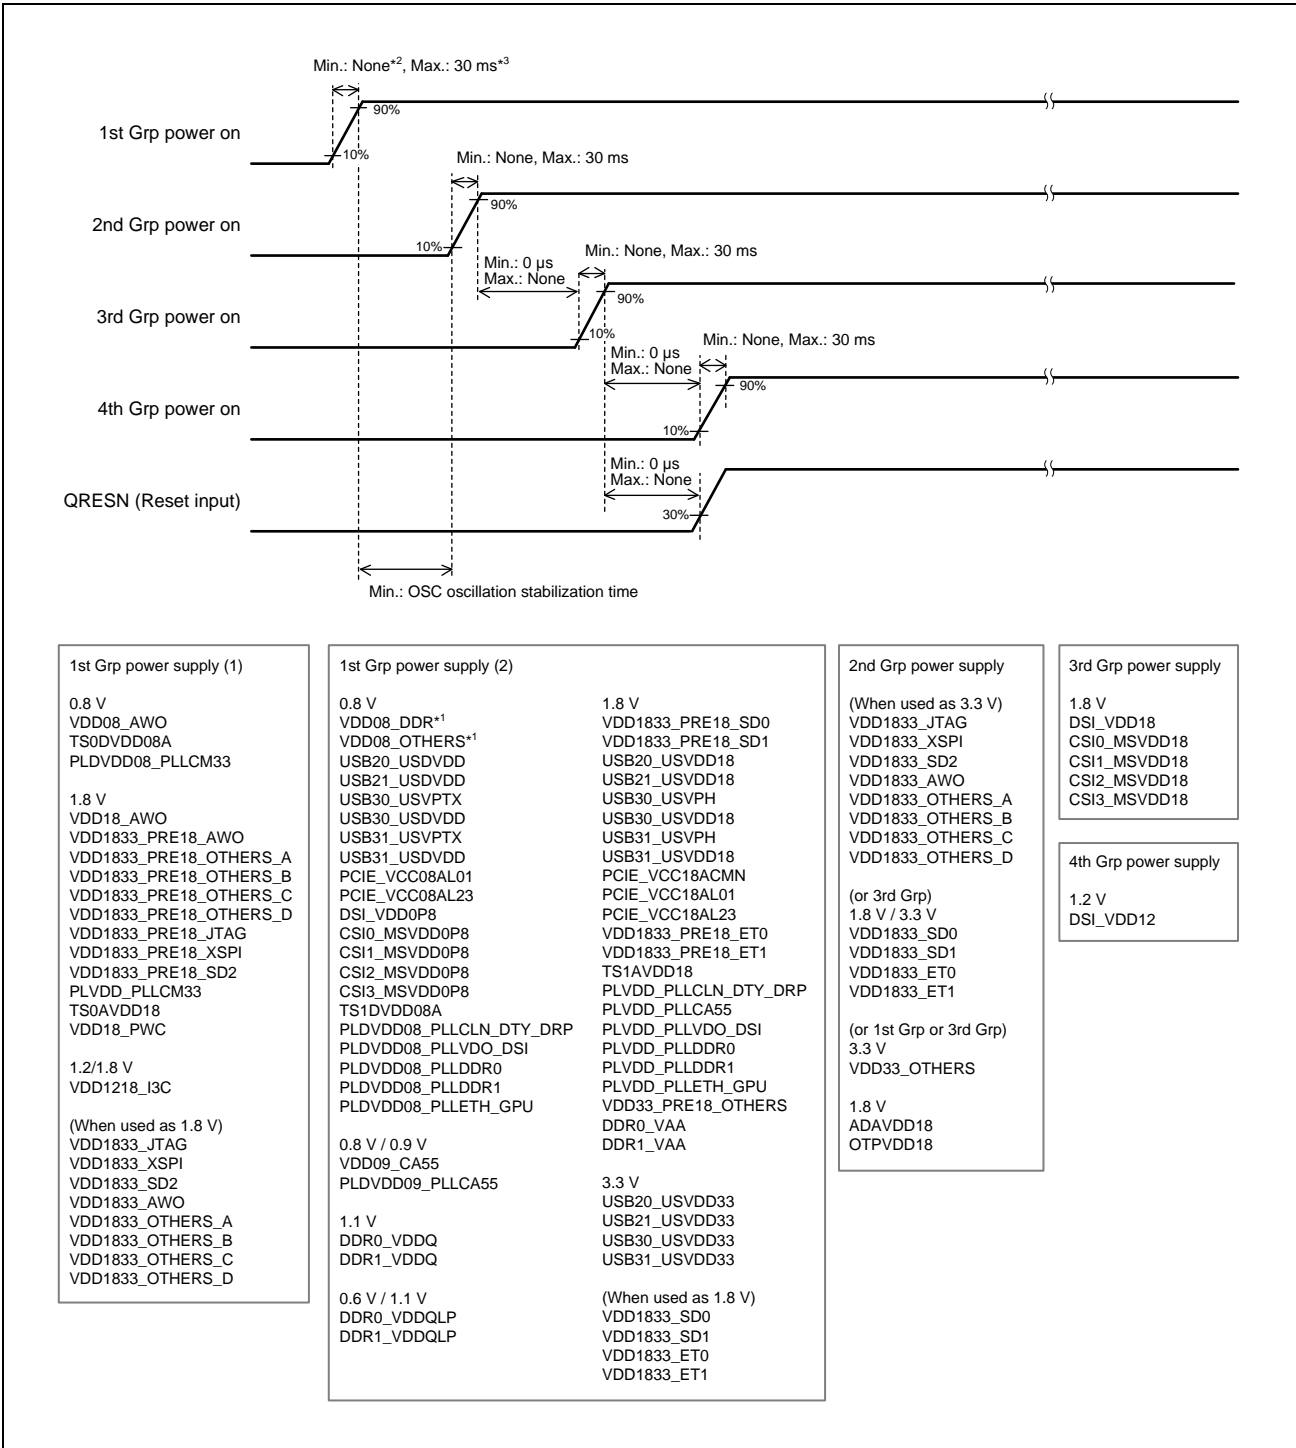 Min.: None*2, Max.: 30 ms*3
90%
1st Grp power on
10%
Min.: None, Max.: 30 ms
90%
2nd Grp power on
10%
Min.: None, Max.: 30 ms
Min.: 0 µs
Max.: None
90%
3rd Grp power on
10%
Min.: None, Max.: 30 ms
Min.: 0 µs
Max.: None
90%
4th Grp power on
10%
Min.: 0 µs
Max.: None
QRESN (Reset input)
30%
Min.: OSC oscillation stabilization time
1st Grp power supply (1)
0.8 V
VDD08_AWO
TS0DVDD08A
PLDVDD08_PLLCM33
1.8 V
VDD18_AWO
VDD1833_PRE18_AWO
VDD1833_PRE18_OTHERS_A
VDD1833_PRE18_OTHERS_B
VDD1833_PRE18_OTHERS_C
VDD1833_PRE18_OTHERS_D
VDD1833_PRE18_JTAG
VDD1833_PRE18_XSPI
VDD1833_PRE18_SD2
PLVDD_PLLCM33
TS0AVDD18
VDD18_PWC
1.2/1.8 V
VDD1218_I3C
(When used as 1.8 V)
VDD1833_JTAG
VDD1833_XSPI
VDD1833_SD2
VDD1833_AWO
VDD1833_OTHERS_A
VDD1833_OTHERS_B
VDD1833_OTHERS_C
VDD1833_OTHERS_D
1st Grp power supply (2)
0.8 V
VDD08_DDR*1
VDD08_OTHERS*1
USB20_USDVDD
USB21_USDVDD
USB30_USVPTX
USB30_USDVDD
USB31_USVPTX
USB31_USDVDD
PCIE_VCC08AL01
PCIE_VCC08AL23
DSI_VDD0P8
CSI0_MSVDD0P8
CSI1_MSVDD0P8
CSI2_MSVDD0P8
CSI3_MSVDD0P8
TS1DVDD08A
PLDVDD08_PLLCLN_DTY_DRP
PLDVDD08_PLLVDO_DSI
PLDVDD08_PLLDDR0
PLDVDD08_PLLDDR1
PLDVDD08_PLLETH_GPU
0.8 V / 0.9 V
VDD09_CA55
PLDVDD09_PLLCA55
1.1 V
DDR0_VDDQ
DDR1_VDDQ
0.6 V / 1.1 V
DDR0_VDDQLP
DDR1_VDDQLP
1.8 V
VDD1833_PRE18_SD0
VDD1833_PRE18_SD1
USB20_USVDD18
USB21_USVDD18
USB30_USVPH
USB30_USVDD18
USB31_USVPH
USB31_USVDD18
PCIE_VCC18ACMN
PCIE_VCC18AL01
PCIE_VCC18AL23
VDD1833_PRE18_ET0
VDD1833_PRE18_ET1
TS1AVDD18
PLVDD_PLLCLN_DTY_DRP
PLVDD_PLLCA55
PLVDD_PLLVDO_DSI
PLVDD_PLLDDR0
PLVDD_PLLDDR1
PLVDD_PLLETH_GPU
VDD33_PRE18_OTHERS
DDR0_VAA
DDR1_VAA
3.3 V
USB20_USVDD33
USB21_USVDD33
USB30_USVDD33
USB31_USVDD33
(When used as 1.8 V)
VDD1833_SD0
VDD1833_SD1
VDD1833_ET0
VDD1833_ET1
2nd Grp power supply
(When used as 3.3 V)
VDD1833_JTAG
VDD1833_XSPI
VDD1833_SD2
VDD1833_AWO
VDD1833_OTHERS_A
VDD1833_OTHERS_B
VDD1833_OTHERS_C
VDD1833_OTHERS_D
(or 3rd Grp)
1.8 V / 3.3 V
VDD1833_SD0
VDD1833_SD1
VDD1833_ET0
VDD1833_ET1
(or 1st Grp or 3rd Grp)
3.3 V
VDD33_OTHERS
1.8 V
ADAVDD18
OTPVDD18
3rd Grp power supply
1.8 V
DSI_VDD18
CSI0_MSVDD18
CSI1_MSVDD18
CSI2_MSVDD18
CSI3_MSVDD18
4th Grp power supply
1.2 V
DSI_VDD12